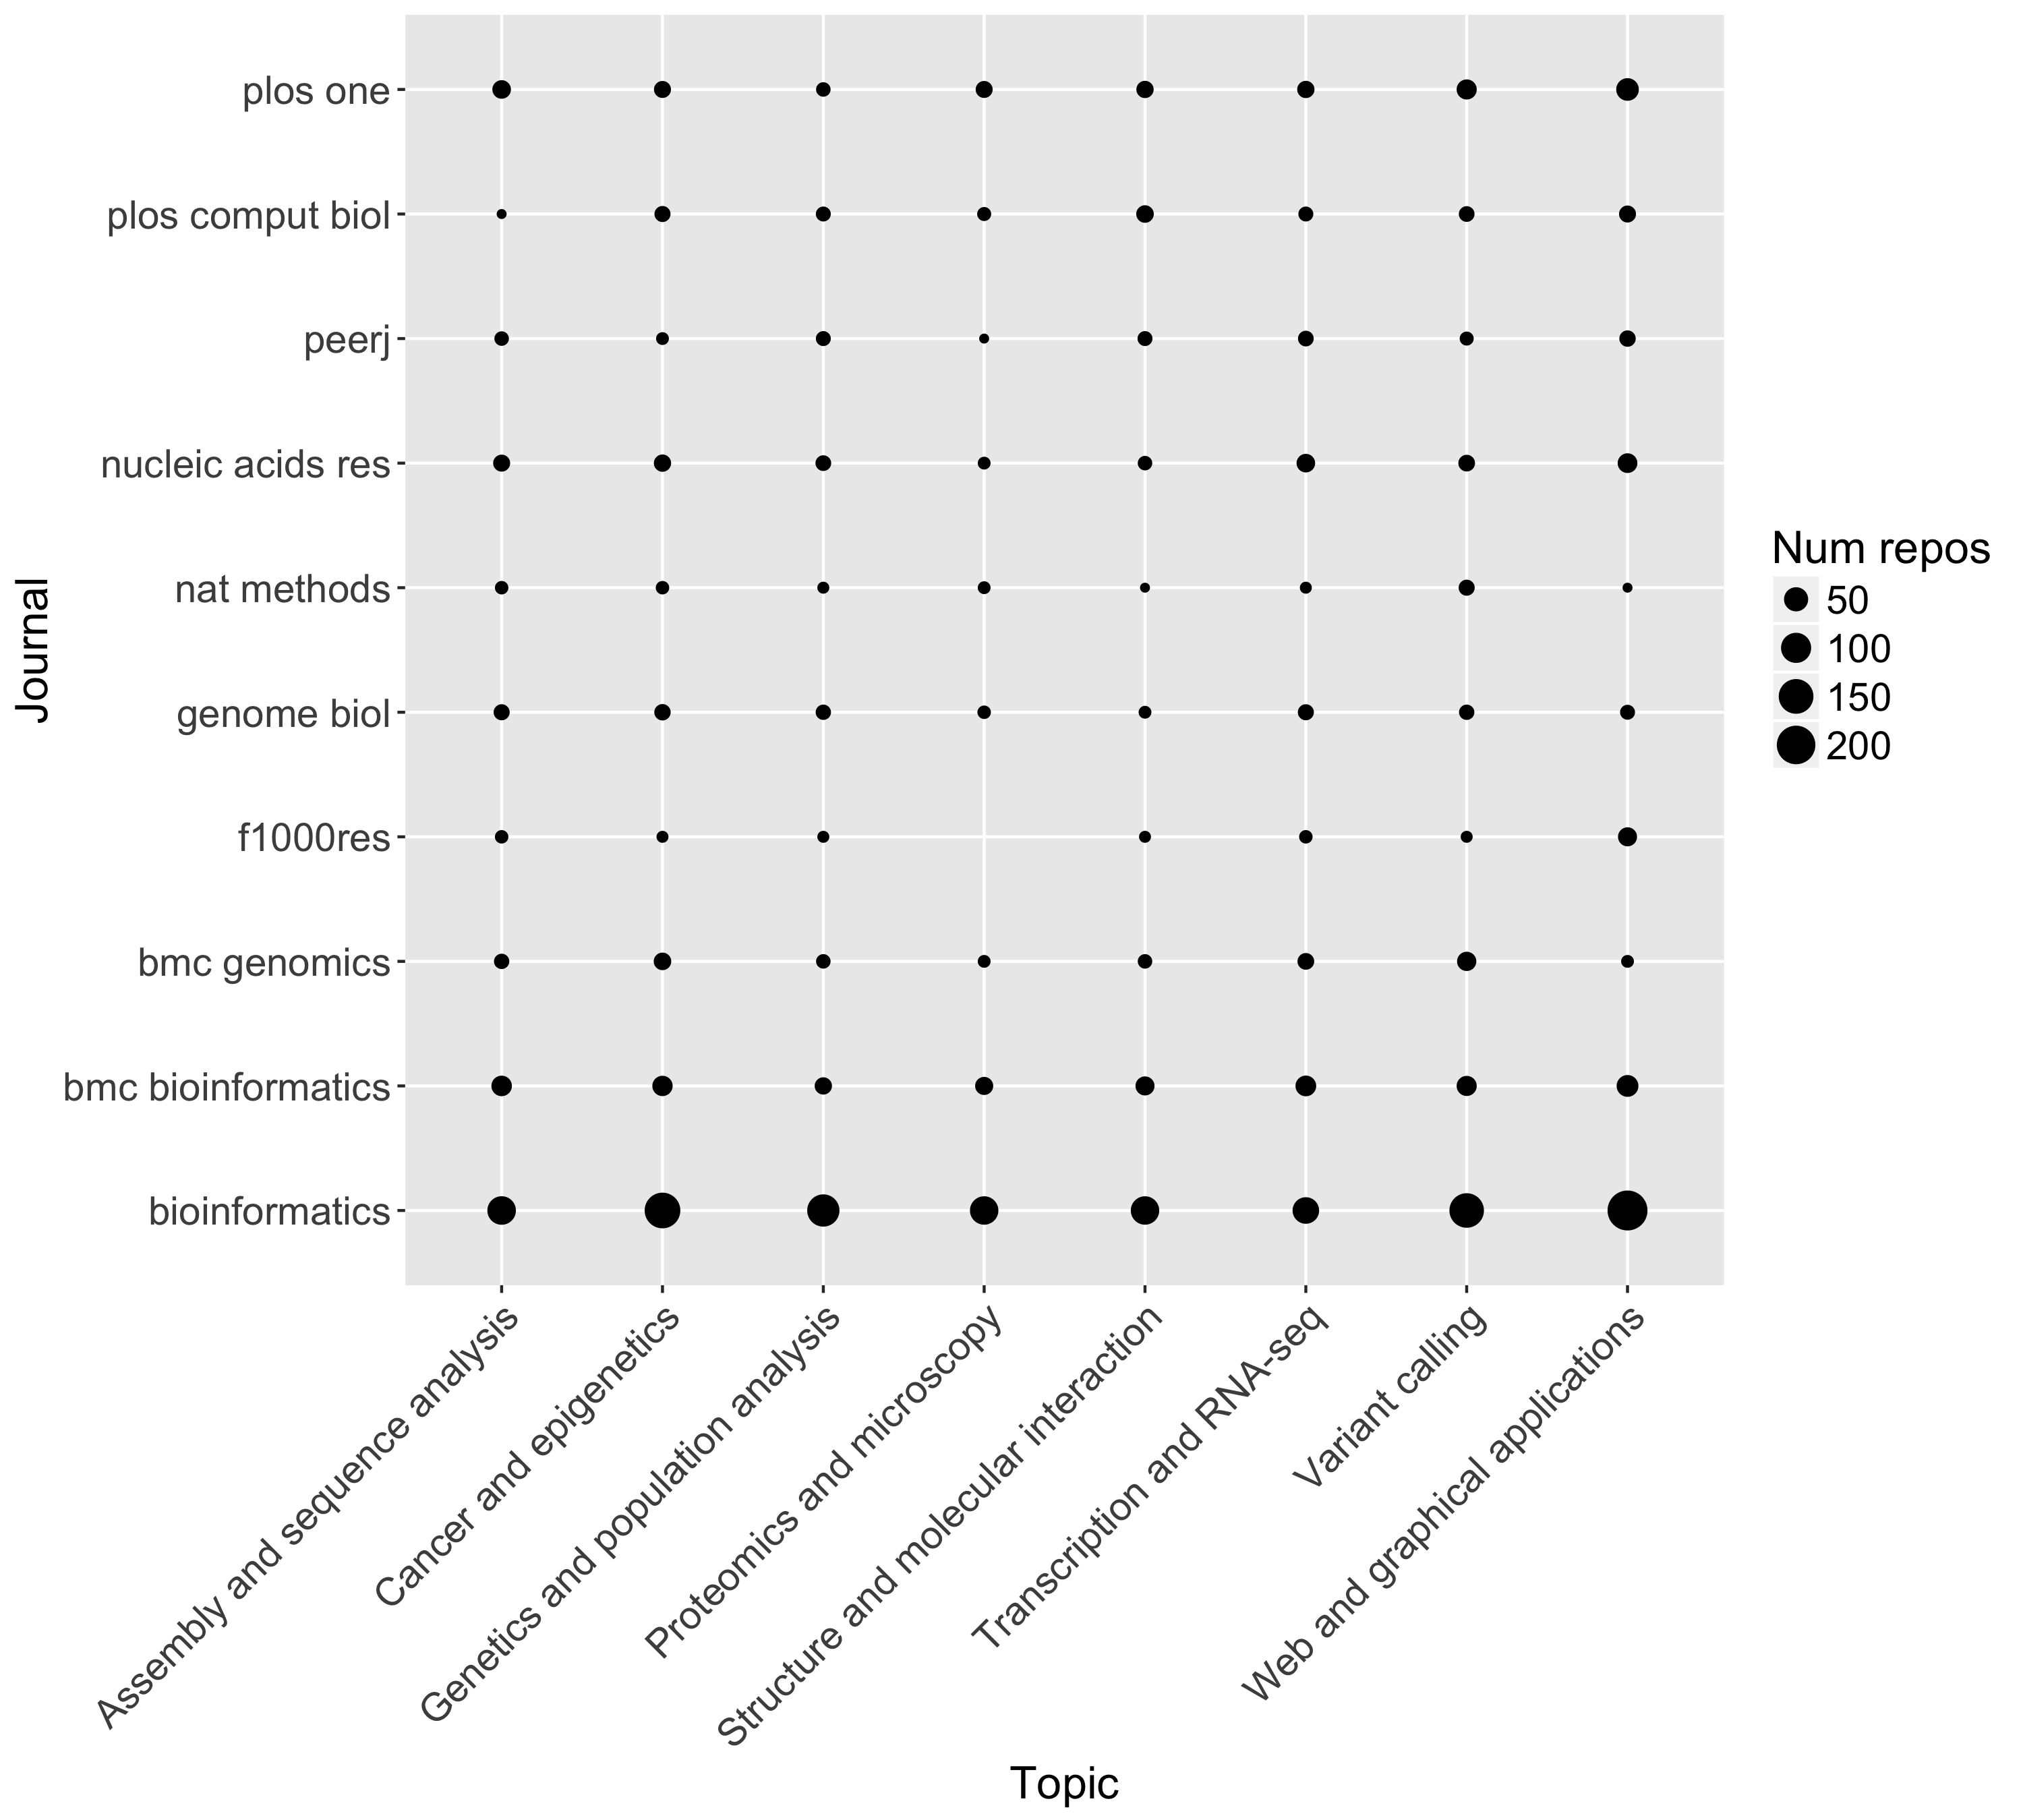 plos one
plos comput biol
peerj
nucleic acids res
nat methods
genome biol
f1000res
bmc genomics
bmc bioinformatics
bioinformatics
Journal
Num repos
50
100
150
200
Assembly and sequence analysis
Cancer and epigenetics
Genetics and population analysis
Proteomics and microscopy
Structure and molecular interaction
Transcription and RNA-seq
Variant calling
Web and graphical applications
Topic